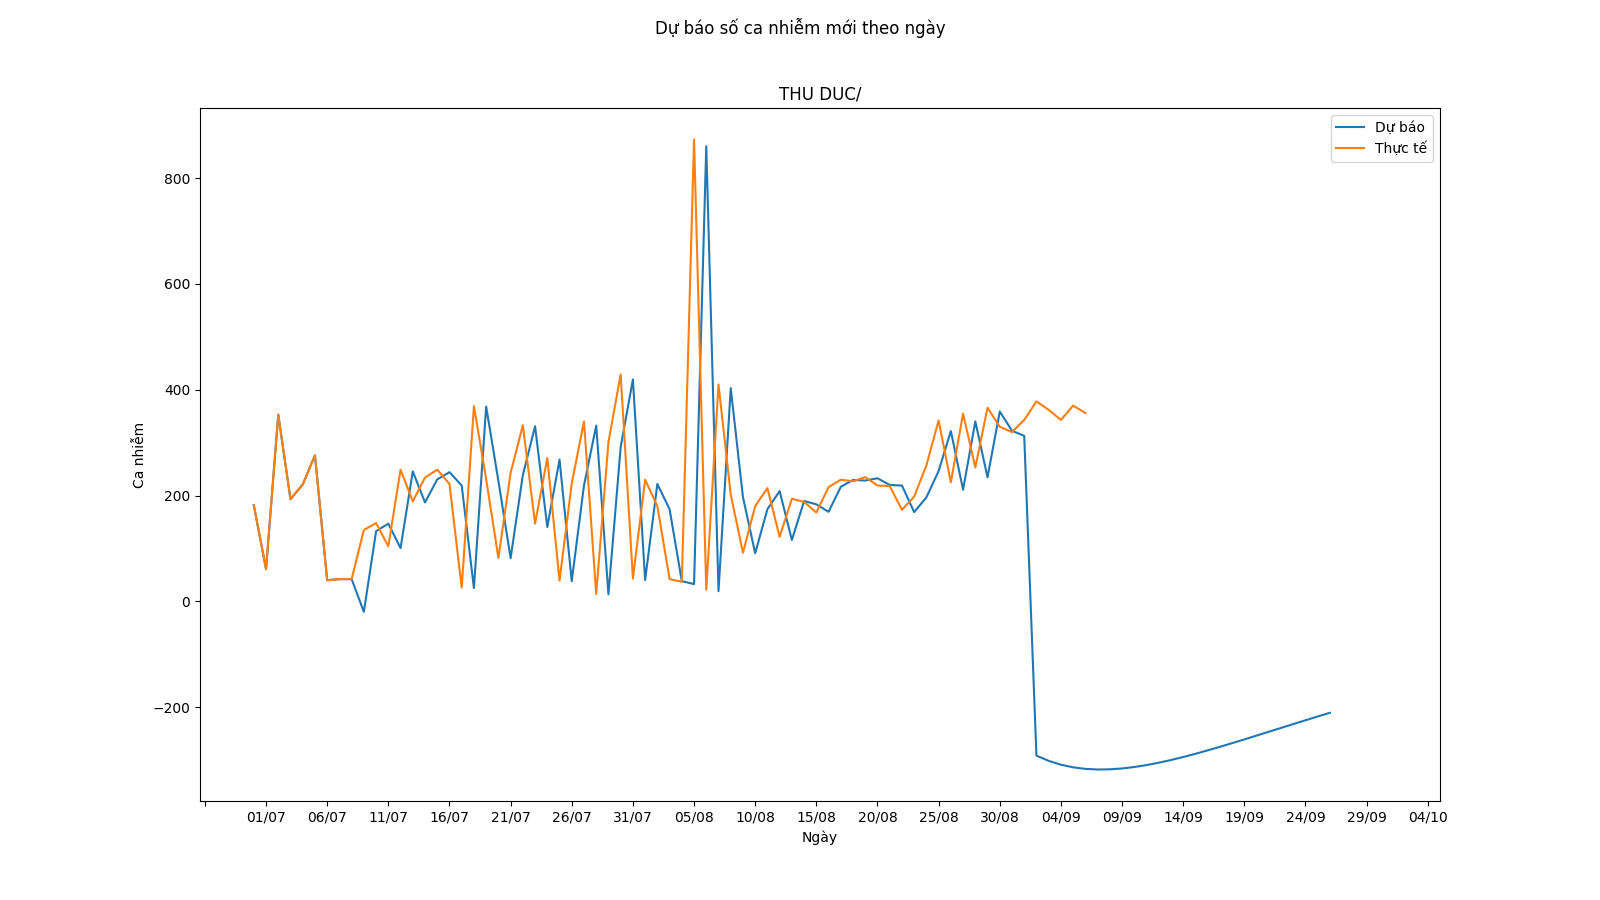 Dự báo số ca nhiễm mới theo ngày
THU DUC/
Dự báo
Thực tế
800
600
400
200
0
−200
Ca nhiễm
01/07 06/07 11/07 16/07 21/07 26/07 31/07 05/08 10/08 15/08 20/08 25/08 30/08 04/09 09/09 14/09 19/09 24/09 29/09 04/10
Ngày